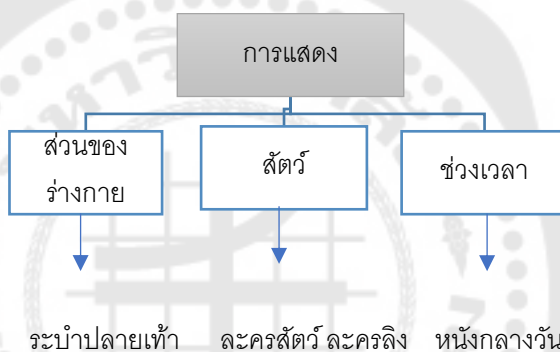 การแสดง
ส่วนของ
ร่างกาย
สัตว์
ช่วงเวลา
ระบำปลายเท้า
ละครสัตว์ ละครลิง
หนังกลางวัน